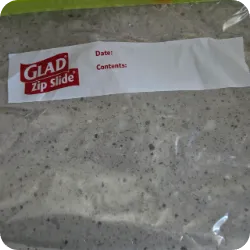 GLAD
Zip Slide
Date:
Contents: